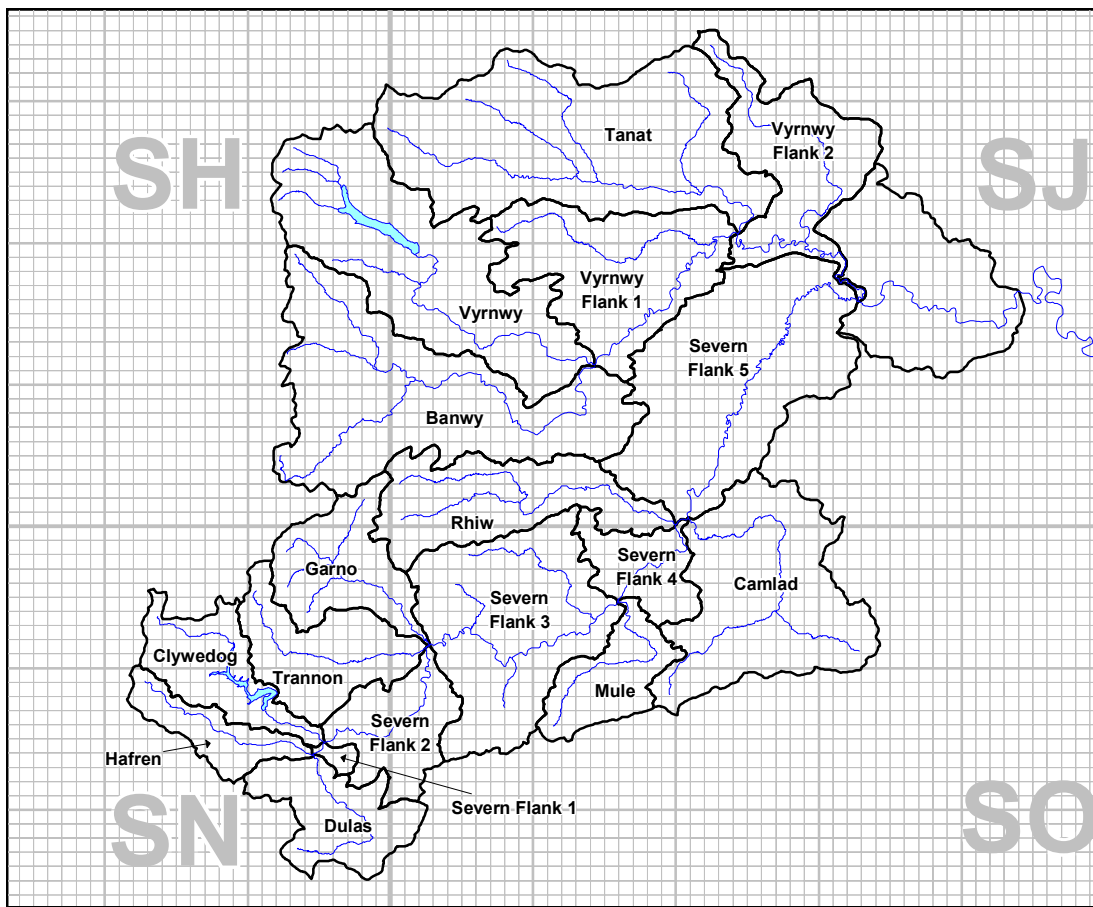 Vyrnwy
Flank 2
Tanat
SH
SJ
Vyrnwy
Flank 1
Vyrnwy
Severn
Flank 5
Banwy
Rhiw
Severn
Flank 4
Garno
Camlad
Severn
Flank 3
Clywedog
Trannon
Mule
Severn
Flank 2
Hafren
Severn Flank 1
SN
SO
Dulas